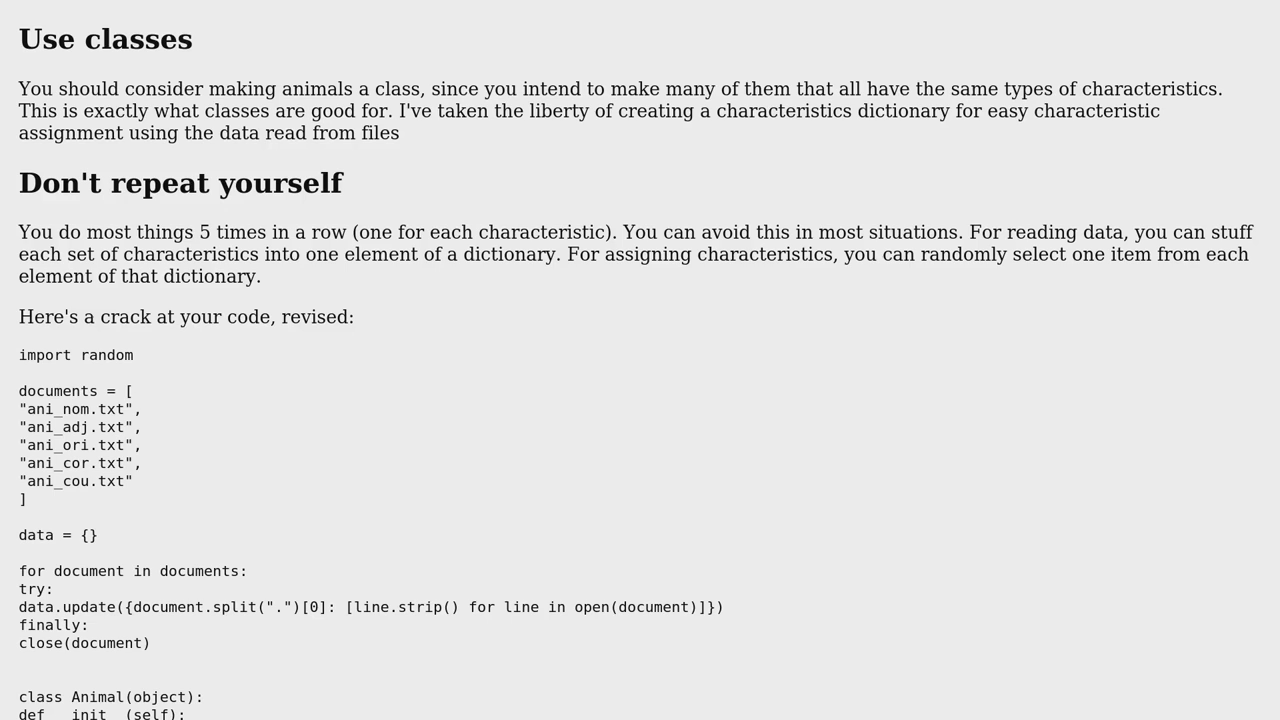 Use classes
You should consider making animals a class, since you intend to make many of them that all have the same types of characteristics.
This is exactly what classes are good for. I've taken the liberty of creating a characteristics dictionary for easy characteristic
assignment using the data read from files
Don't repeat yourself
You do most things 5 times in a row (one for each characteristic). You can avoid this in most situations. For reading data, you can stuff
each set of characteristics into one element of a dictionary. For assigning characteristics, you can randomly select one item from each
element of that dictionary.
Here's a crack at your code, revised:
import random
documents = [
"ani_nom.txt",
"ani_adj.txt",
"ani_ori.txt",
"ani_cor.txt",
"ani_cou.txt"
]
data = {}
for document in documents:
try:
data.update({document.split(".")[0]: [line.strip() for line in open(document)]})
finally:
close(document)
class Animal(object):
def __init__(self):